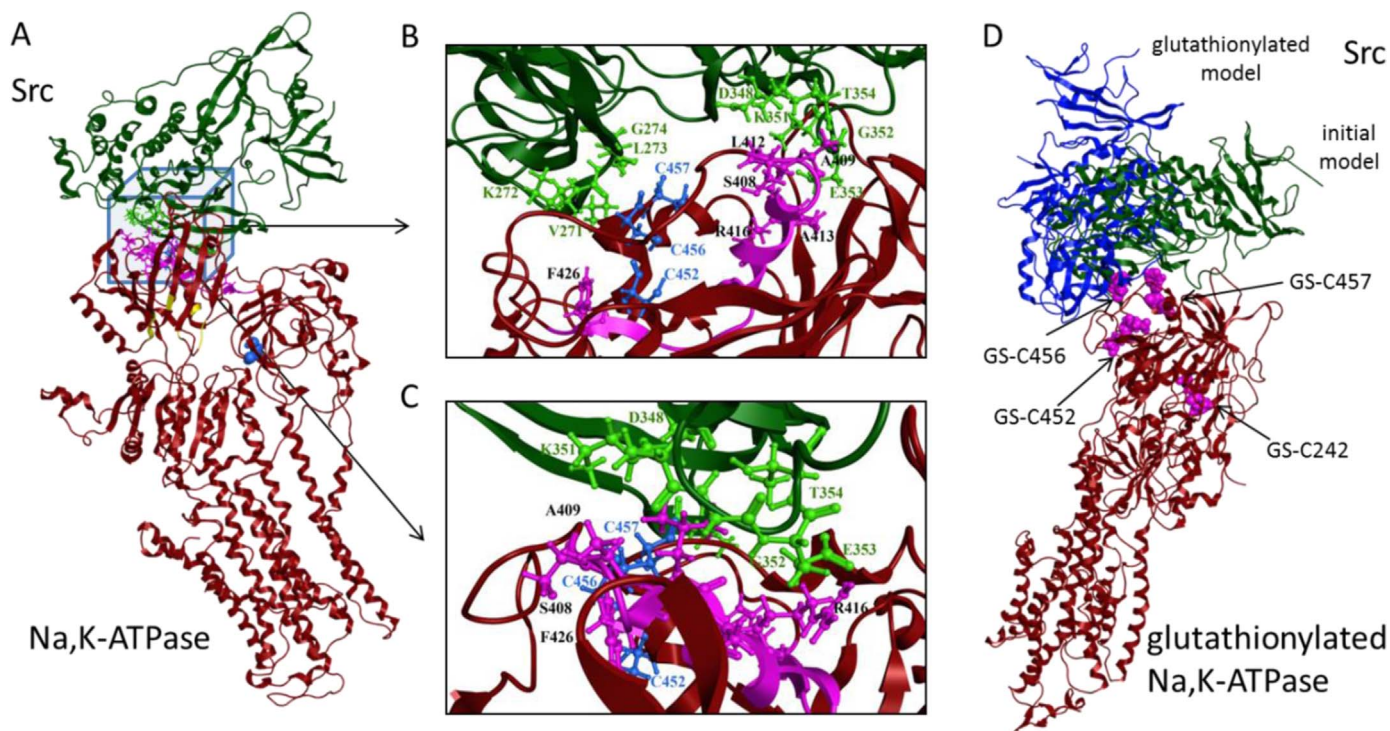 A
Src
Na,K-ATPase
B
D348
T354
K351
G352
G274
L273
L412
A409
C457
S408
E353
K272
V271
R416
A413
C456
F426
C452
C
D348
K351
T354
A409
C457
G352
E353
C456
R416
S408
F426
C452
D
glutathionylated
model
Src
initial
model
GS-C457
GS-C456
GS-C452
GS-C242
glutathionylated
Na,K-ATPase